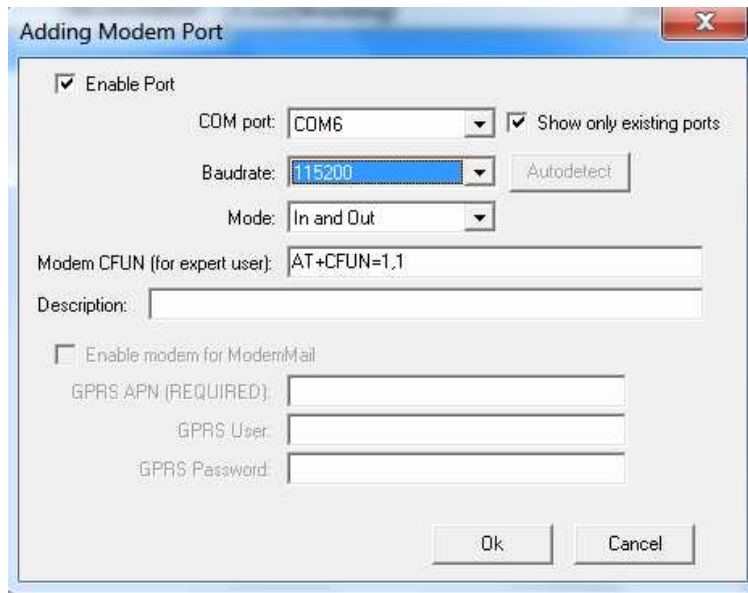 Adding Modem Port
Enable Port
COM port: COM6 Show only existing ports
Baudrate: 115200 Autodetect
Mode: In and Out
Modem CFUN (for expert user): AT+CFUN=1,1
Description:
Enable modem for ModemMail
GPRS APN (REQUIRED):
GPRS User:
GPRS Password:
Ok Cancel